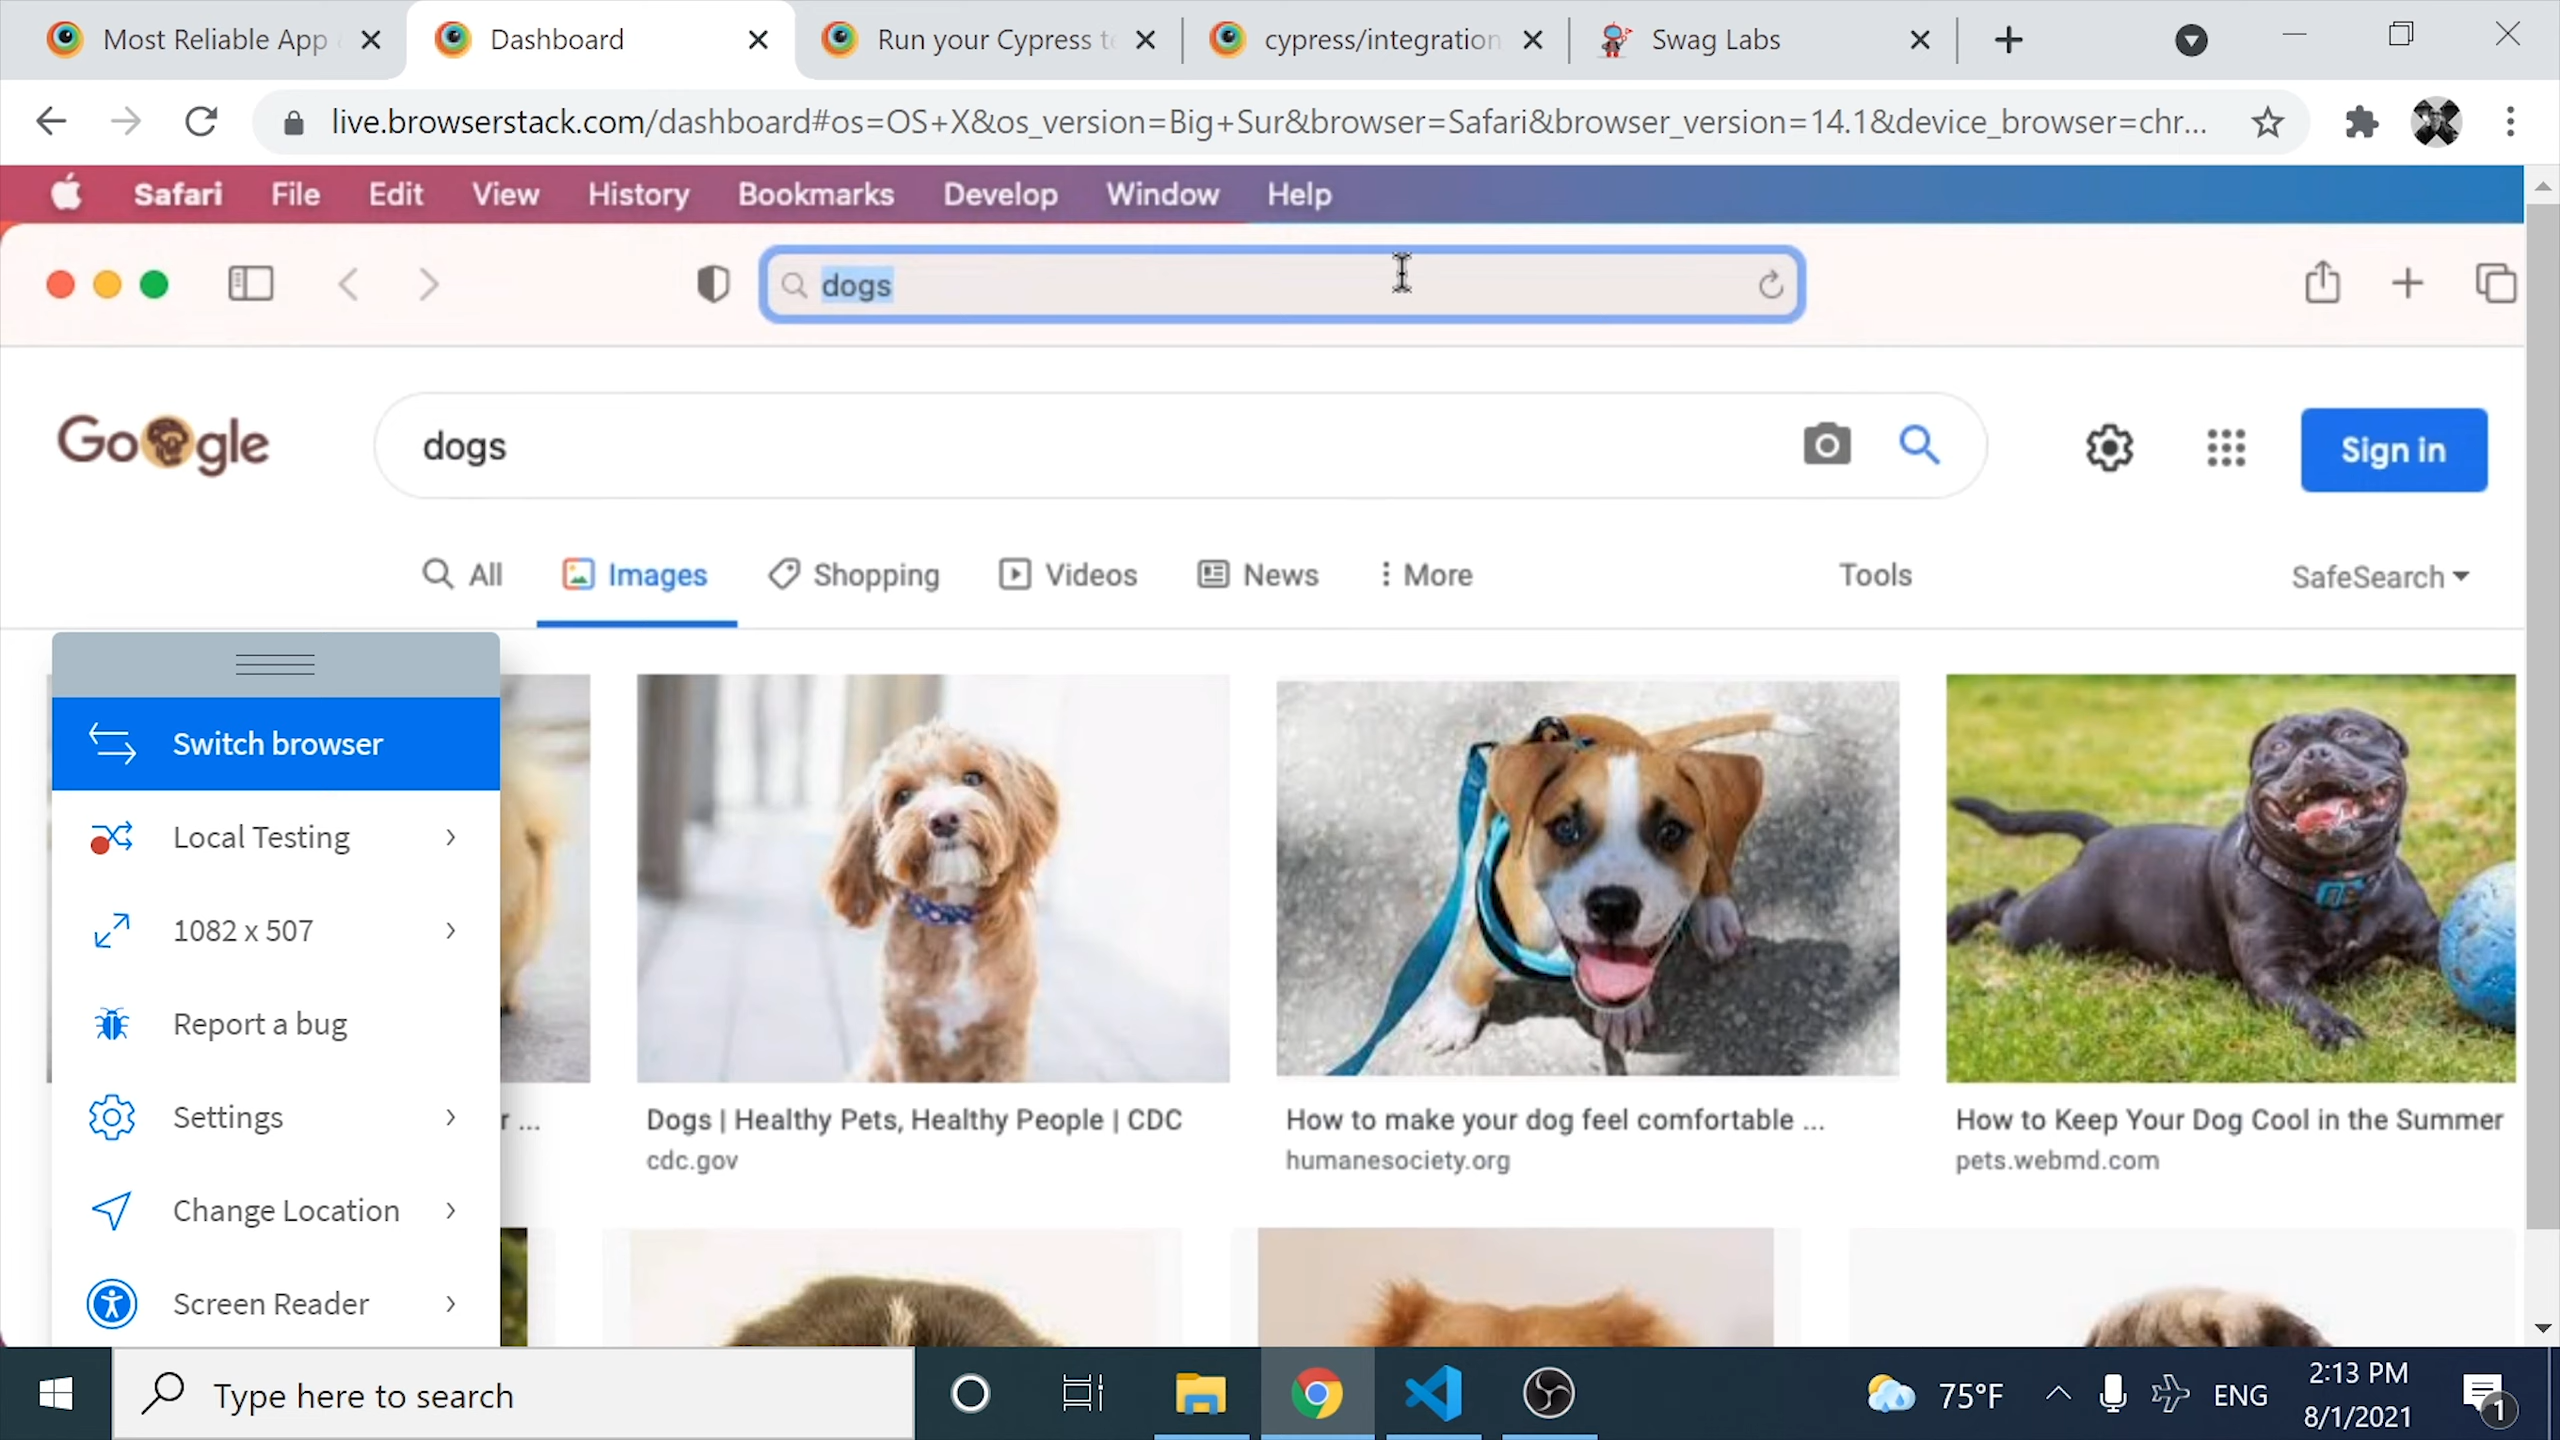 Most Reliable App
Dashboard
Run your Cypress te
cypress/integration
Swag Labs
live.browserstack.com/dashboard#os=OS+X&os_version=Big+Sur&browser=Safari&browser_version=14.1&device_browser=chr...
Safari File Edit View History Bookmarks Develop Window Help
dogs
Google
dogs
Sign in
All Images Shopping Videos News More Tools SafeSearch
Switch browser
Local Testing
1082 x 507
Report a bug
Settings
Change Location
Screen Reader
r ...
Dogs | Healthy Pets, Healthy People | CDC
cdc.gov
How to make your dog feel comfortable ...
humanesociety.org
How to Keep Your Dog Cool in the Summer
pets.webmd.com
Type here to search
75°F
ENG
2:13 PM
8/1/2021
1